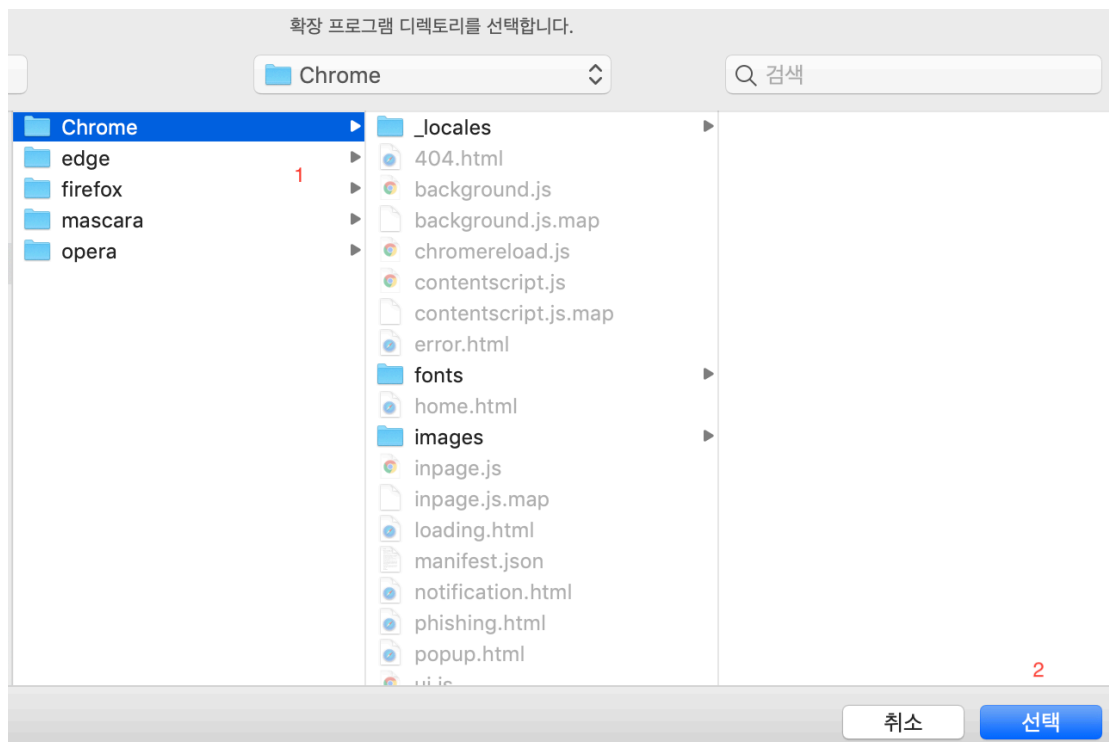 확장 프로그램 디렉토리를 선택합니다.
Chrome
검색
Chrome
edge
firefox
mascara
opera
1
_locales
404.html
background.js
background.js.map
chromereload.js
contentscript.js
contentscript.js.map
error.html
fonts
home.html
images
inpage.js
inpage.js.map
loading.html
manifest.json
notification.html
phishing.html
popup.html
ui.js
2
취소
선택